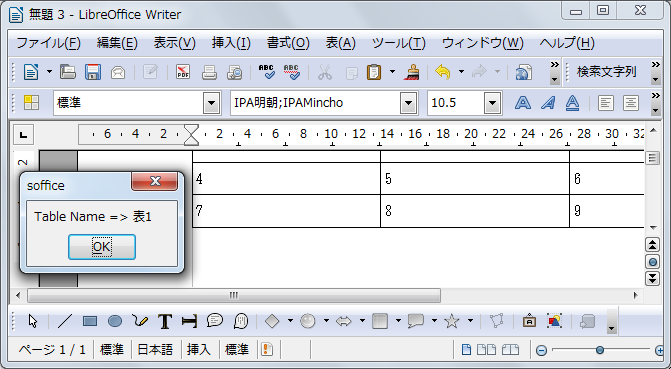 無題 3 - LibreOffice Writer
ファイル(F) 編集(E) 表示(V) 挿入(I) 書式(O) 表(A) ツール(T) ウィンドウ(W) ヘルプ(H)
PDF ABC ABC 検索文字列
標準 IPA明朝;IPAMincho 10.5 A A A
L 6 4 2 2 4 6 8 10 12 14 16 18 20 22 24 26 28 30 32
2
4 5 6
7 8 9
soffice
Table Name => 表1
OK
ページ 1 / 1 標準 日本語 挿入 標準